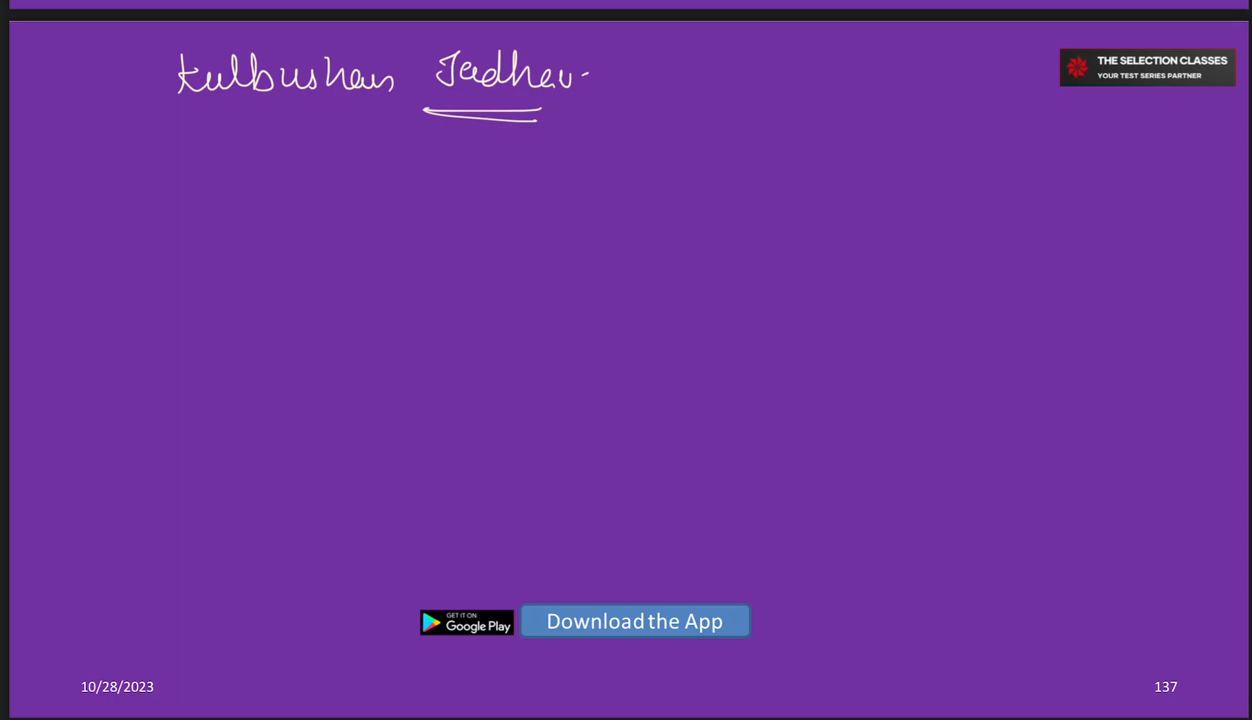 Kulbushan Jadhav.
THE SELECTION CLASSES
YOUR TEST SERIES PARTNER
GET IT ON
Google Play
Download the App
10/28/2023
137